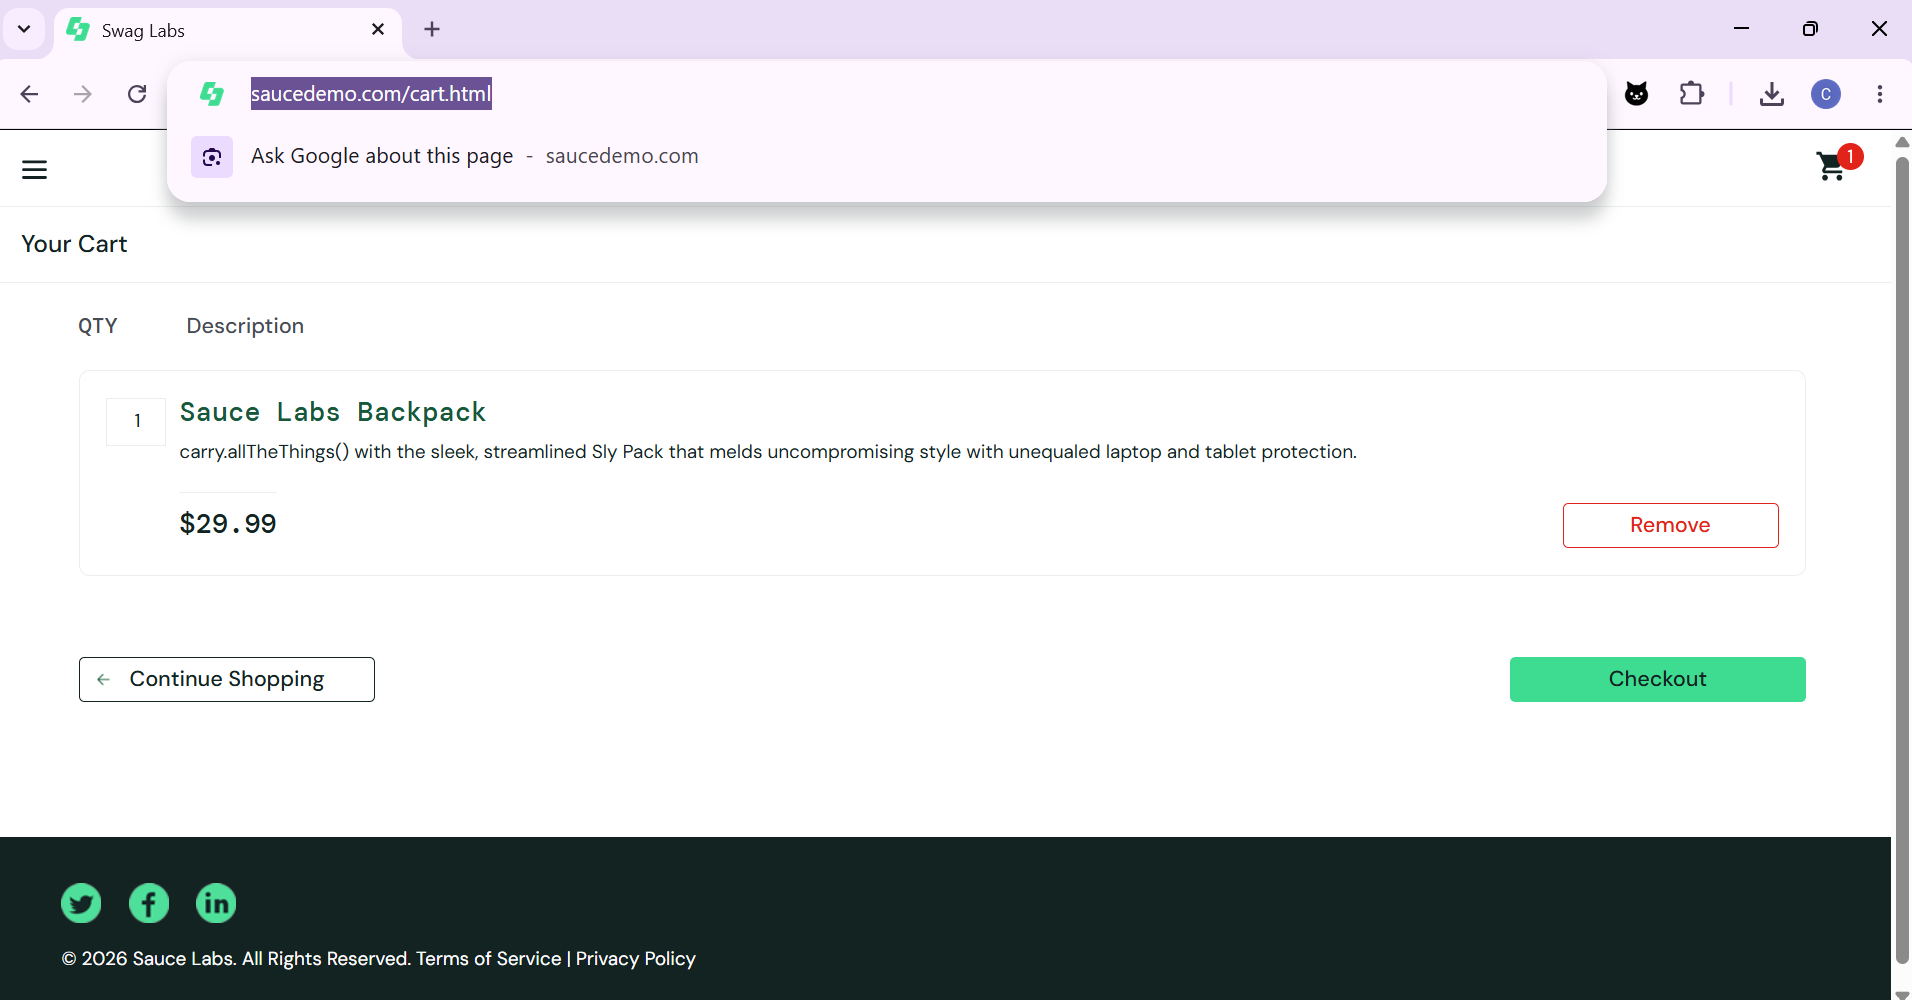 Swag Labs
saucedemo.com/cart.html
C
Ask Google about this page - saucedemo.com
1
Your Cart
QTY Description
1 Sauce Labs Backpack
carry.allTheThings() with the sleek, streamlined Sly Pack that melds uncompromising style with unequaled laptop and tablet protection.
$29.99
Remove
Continue Shopping
Checkout
© 2026 Sauce Labs. All Rights Reserved. Terms of Service | Privacy Policy